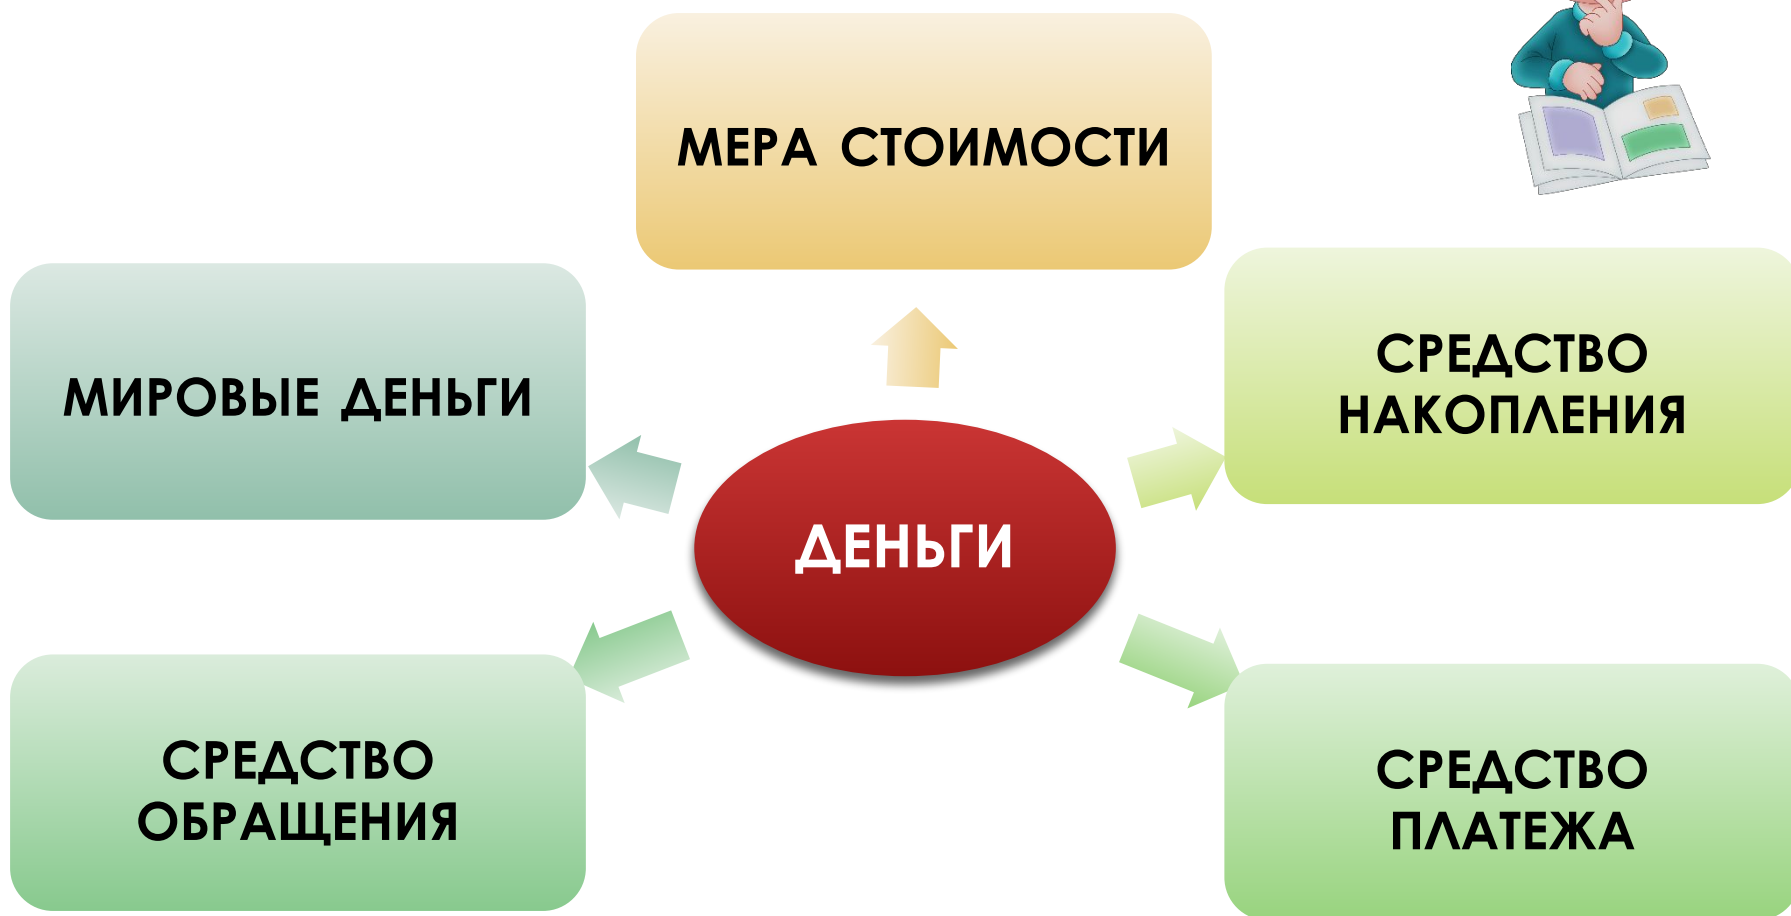 МЕРА СТОИМОСТИ
МИРОВЫЕ ДЕНЬГИ
СРЕДСТВО
НАКОПЛЕНИЯ
ДЕНЬГИ
СРЕДСТВО
ОБРАЩЕНИЯ
СРЕДСТВО
ПЛАТЕЖА